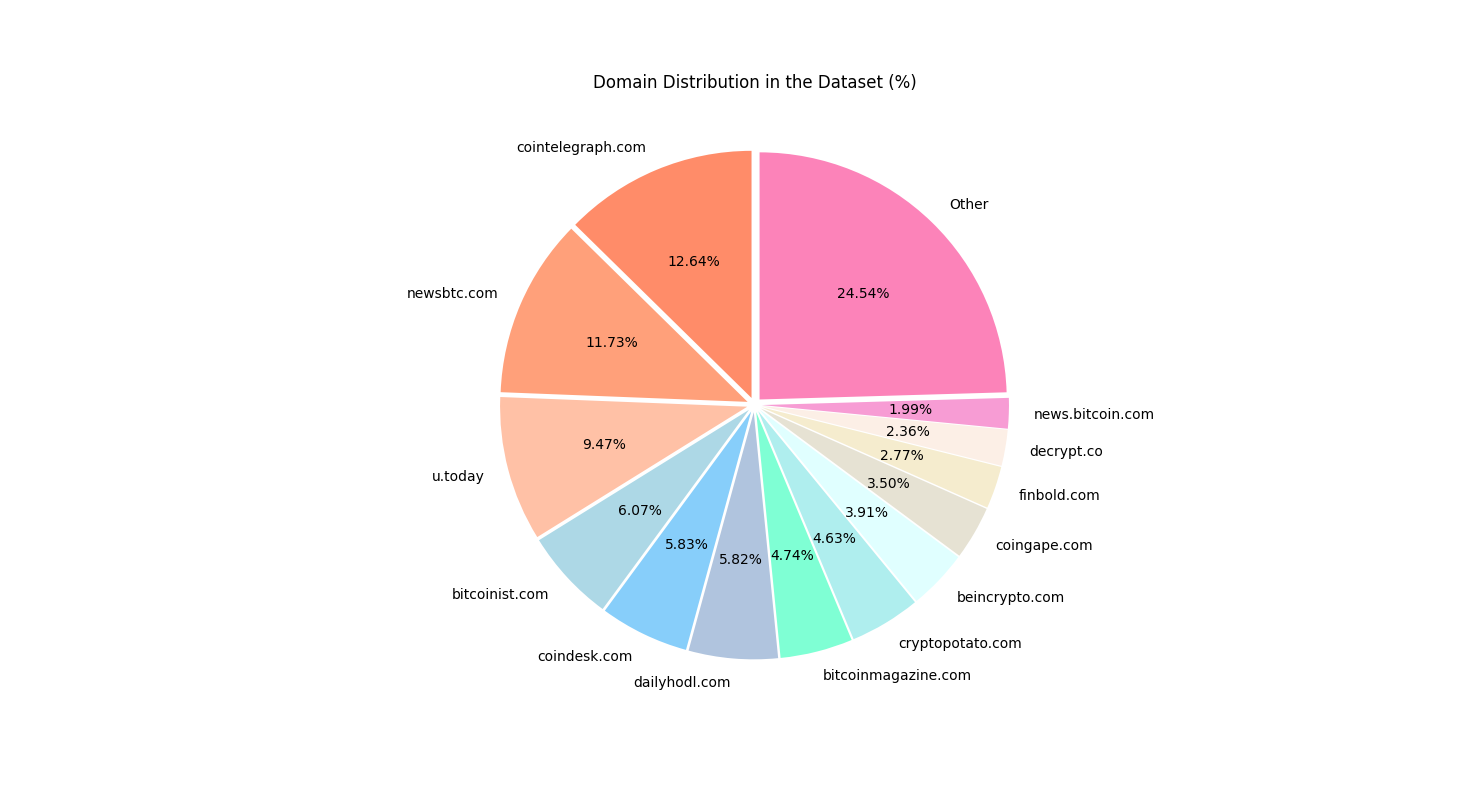 Domain Distribution in the Dataset (%)
cointelegraph.com
12.64%
newsbtc.com
11.73%
u.today
9.47%
bitcoinist.com
6.07%
coindesk.com
5.83%
dailyhodl.com
5.82%
bitcoinmagazine.com
4.74%
cryptopotato.com
4.63%
beincrypto.com
3.91%
coingape.com
3.50%
finbold.com
2.77%
decrypt.co
2.36%
news.bitcoin.com
1.99%
Other
24.54%